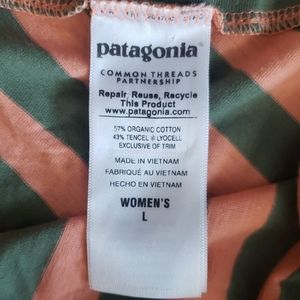 patagonia®
COMMON THREADS
PARTNERSHIP
Repair, Reuse, Recycle
This Product
www.patagonia.com
57% ORGANIC COTTON
43% TENCEL ® LYOCELL
EXCLUSIVE OF TRIM
MADE IN VIETNAM
FABRIQUÉ AU VIETNAM
HECHO EN VIETNAM
WOMEN'S
L